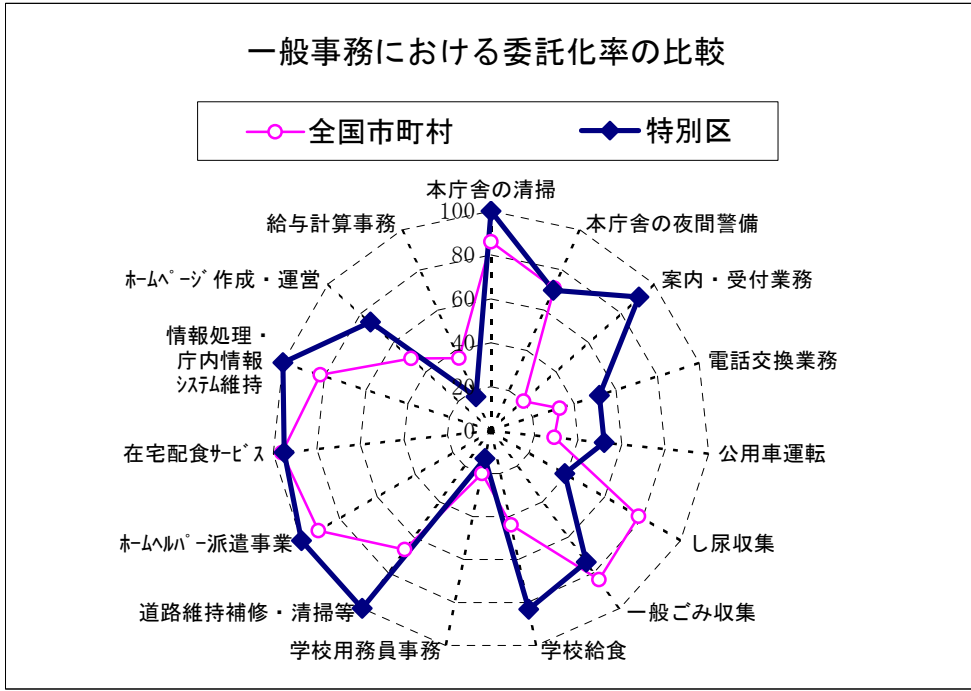 一般事務における委託化率の比較
全国市町村
特別区
本庁舎の清掃
本庁舎の夜間警備
案内・受付業務
電話交換業務
公用車運転
し尿収集
一般ごみ収集
学校給食
学校用務員事務
道路維持補修・清掃等
ﾎｰﾑﾍﾙﾊﾟｰ派遣事業
在宅配食ｻｰﾋﾞｽ
情報処理・
庁内情報
ｼｽﾃﾑ維持
ﾎｰﾑﾍﾟｰｼﾞ作成・運営
給与計算事務
100
80
60
40
20
0